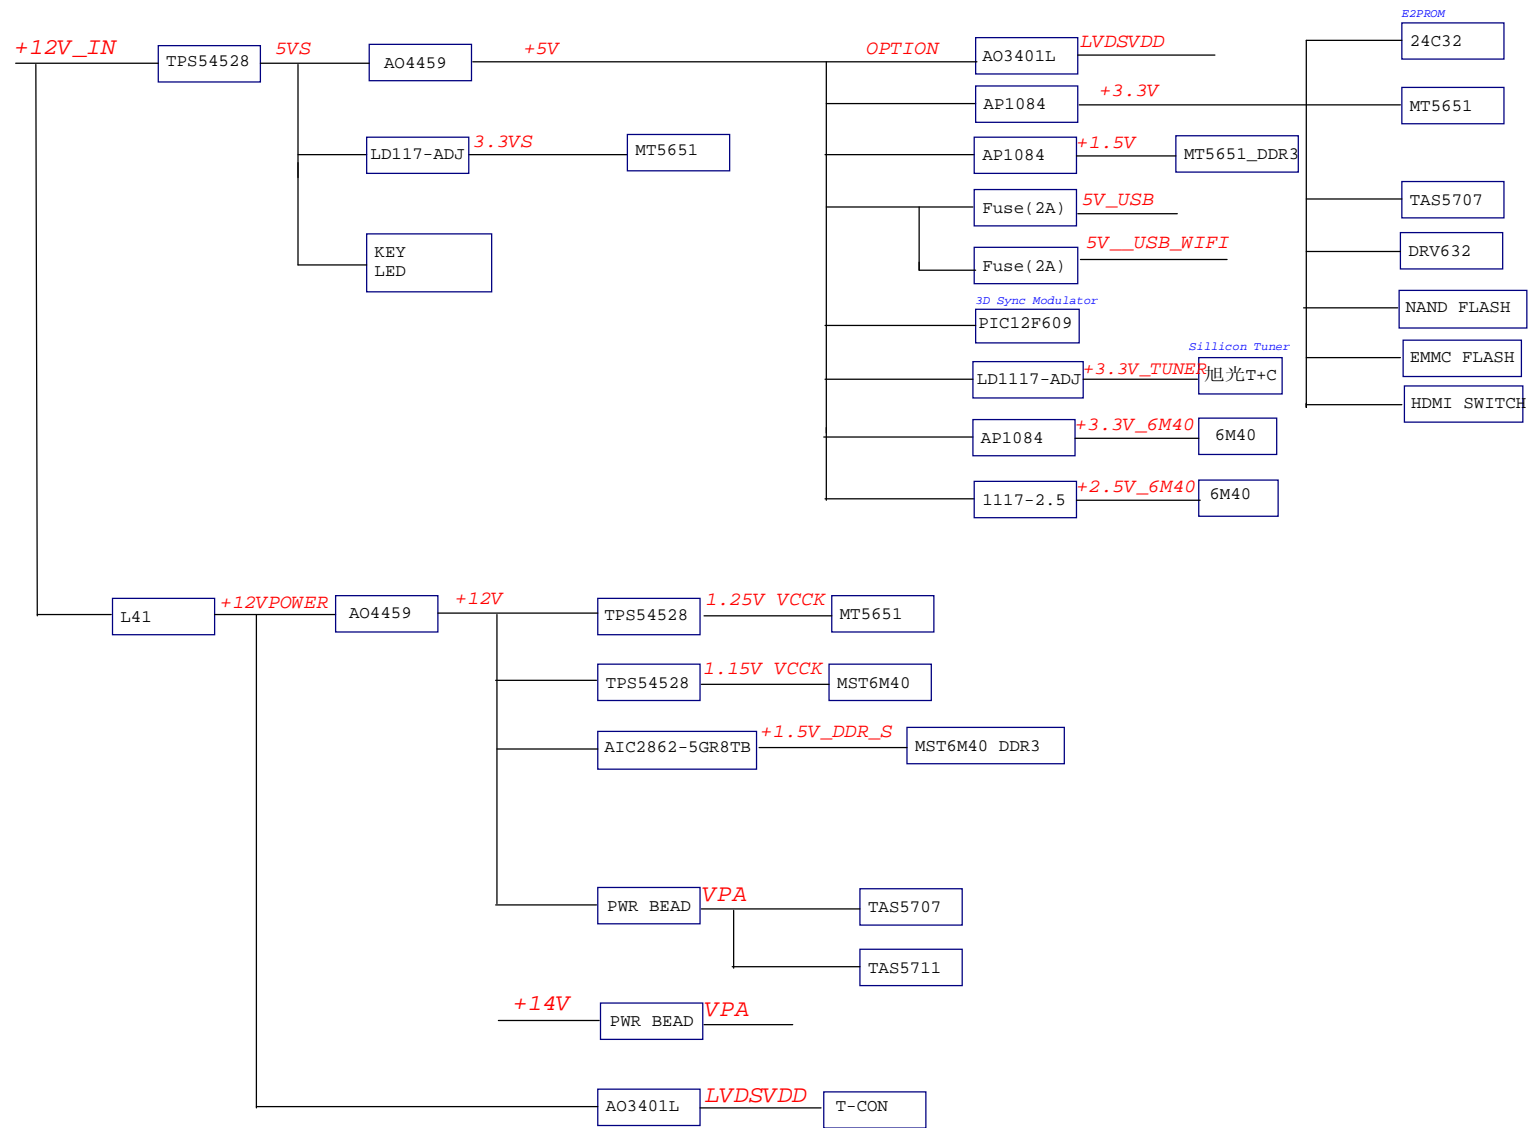 E2PROM
+12V_IN
TPS54528
5VS
AO4459
+5V
OPTION
AO3401L
LVDSVDD
24C32
AP1084
+3.3V
MT5651
LD117-ADJ
3.3VS
MT5651
AP1084
+1.5V
MT5651_DDR3
Fuse(2A)
5V_USB
TAS5707
KEY
LED
Fuse(2A)
5V__USB_WIFI
DRV632
3D Sync Modulator
PIC12F609
NAND FLASH
Sillicon Tuner
LD1117-ADJ
+3.3V_TUNER
旭光T+C
EMMC FLASH
HDMI SWITCH
AP1084
+3.3V_6M40
6M40
1117-2.5
+2.5V_6M40
6M40
L41
+12VPOWER
AO4459
+12V
TPS54528
1.25V VCCK
MT5651
TPS54528
1.15V VCCK
MST6M40
AIC2862-5GR8TB
+1.5V_DDR_S
MST6M40 DDR3
PWR BEAD
VPA
TAS5707
TAS5711
+14V
PWR BEAD
VPA
AO3401L
LVDSVDD
T-CON